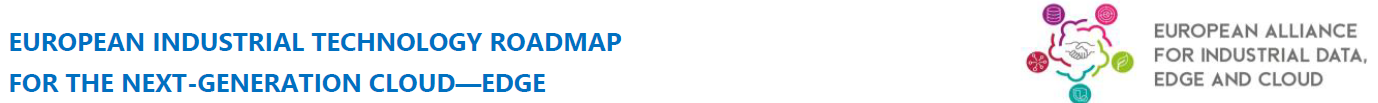 EUROPEAN INDUSTRIAL TECHNOLOGY ROADMAP
FOR THE NEXT-GENERATION CLOUD—EDGE
EUROPEAN ALLIANCE
FOR INDUSTRIAL DATA,
EDGE AND CLOUD